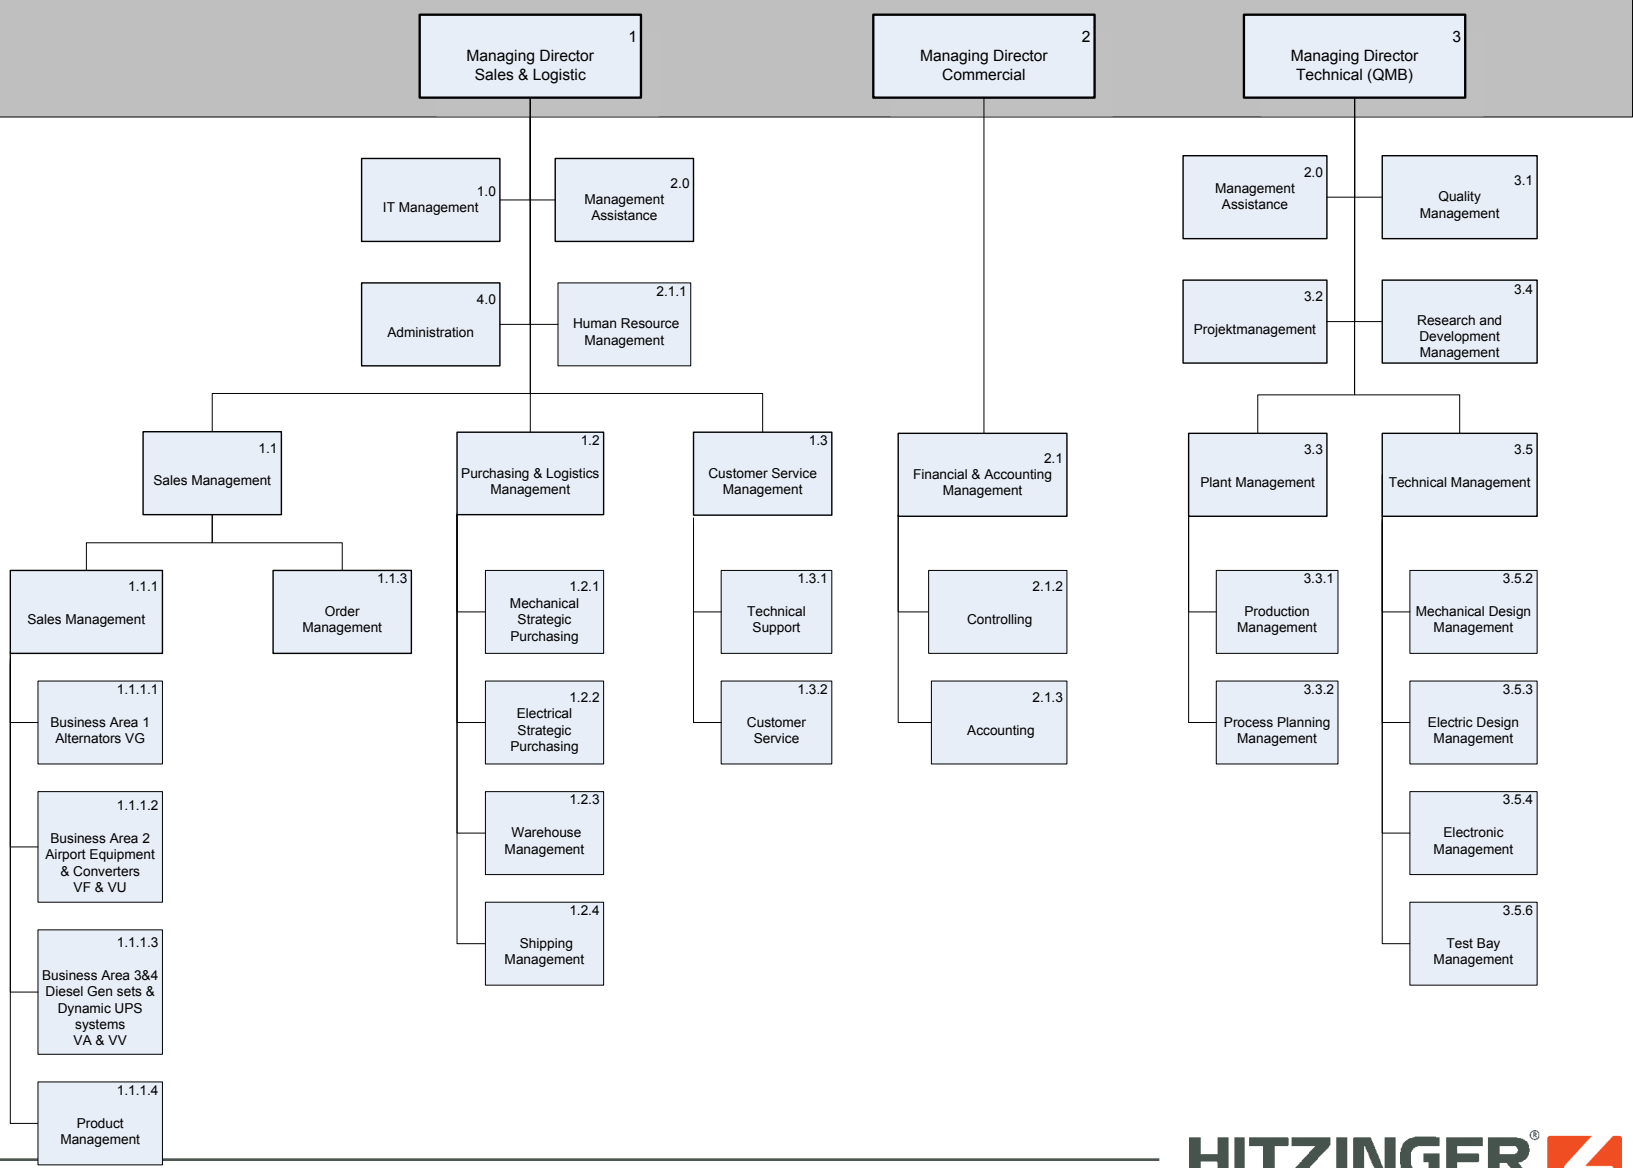 1
Managing Director
Sales & Logistic
2
Managing Director
Commercial
3
Managing Director
Technical (QMB)
1.0
IT Management
2.0
Management
Assistance
2.0
Management
Assistance
3.1
Quality
Management
4.0
Administration
2.1.1
Human Resource
Management
3.2
Projektmanagement
3.4
Research and
Development
Management
1.1
Sales Management
1.2
Purchasing & Logistics
Management
1.3
Customer Service
Management
2.1
Financial & Accounting
Management
3.3
Plant Management
3.5
Technical Management
1.1.1
Sales Management
1.1.3
Order
Management
1.2.1
Mechanical
Strategic
Purchasing
1.3.1
Technical
Support
2.1.2
Controlling
3.3.1
Production
Management
3.5.2
Mechanical Design
Management
1.1.1.1
Business Area 1
Alternators VG
1.2.2
Electrical
Strategic
Purchasing
1.3.2
Customer
Service
2.1.3
Accounting
3.3.2
Process Planning
Management
3.5.3
Electric Design
Management
1.1.1.2
Business Area 2
Airport Equipment
& Converters
VF & VU
1.2.3
Warehouse
Management
3.5.4
Electronic
Management
1.2.4
Shipping
Management
3.5.6
Test Bay
Management
1.1.1.3
Business Area 3&4
Diesel Gen sets &
Dynamic UPS
systems
VA & VV
1.1.1.4
Product
Management
HITZINGER®